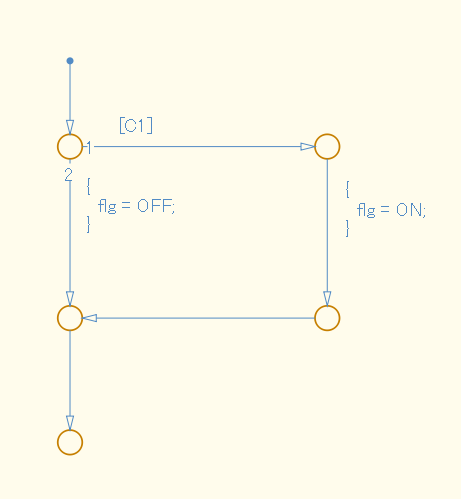 [C1]
1
2
{
flg = OFF;
}
{
flg = ON;
}